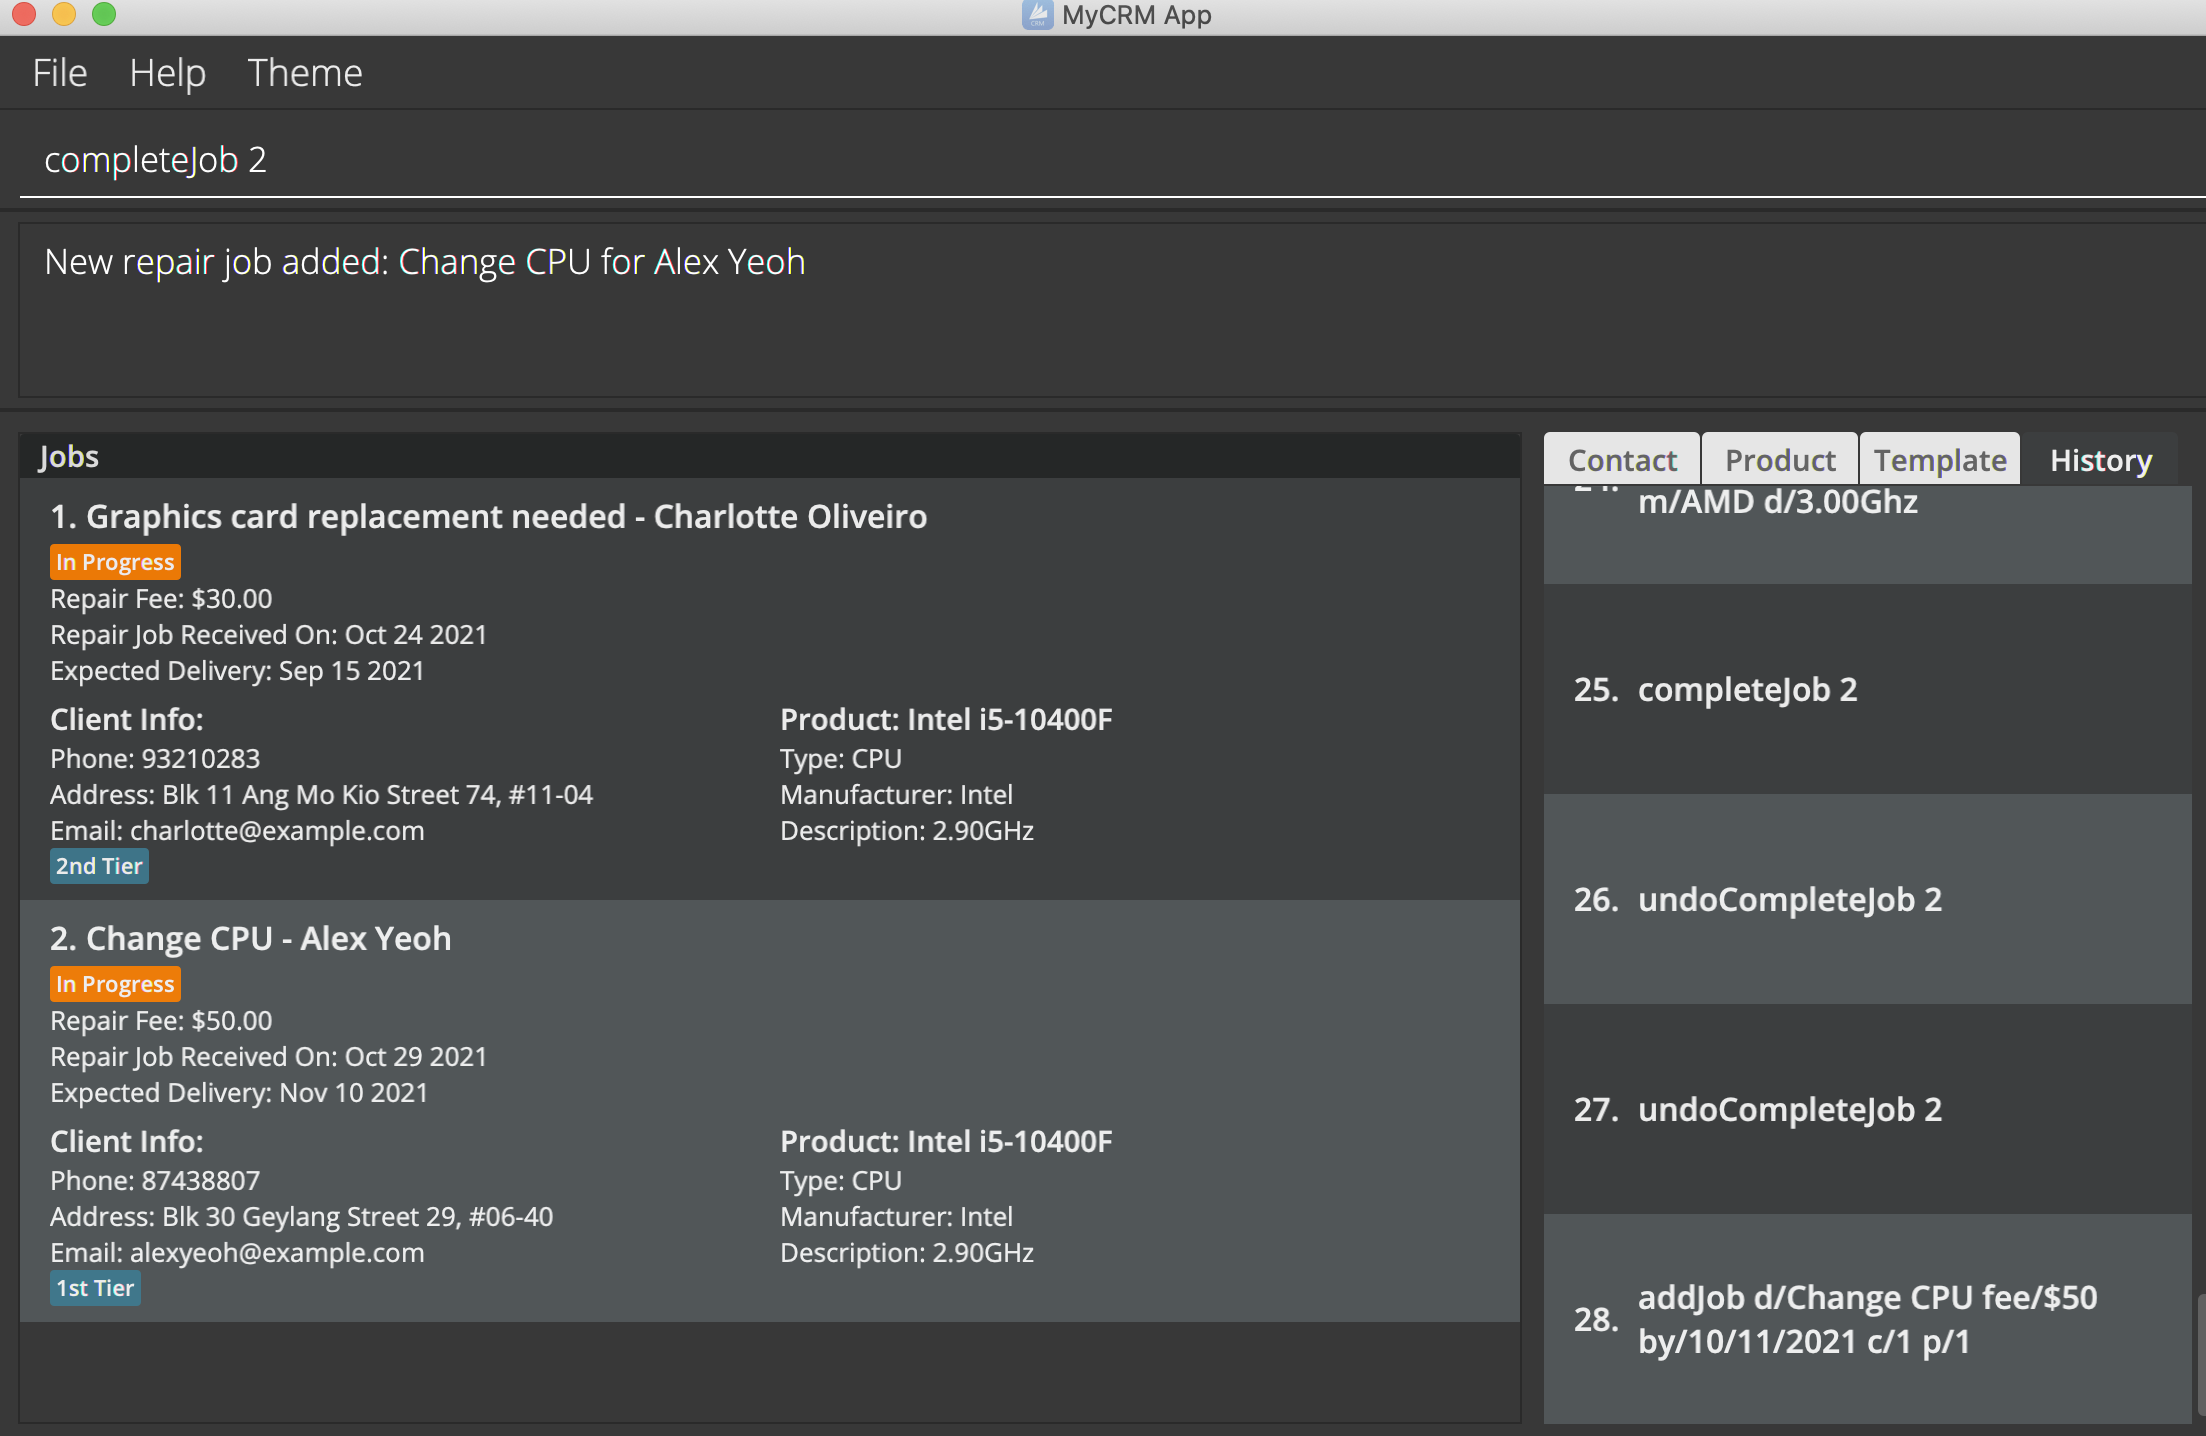 MyCRM App
File Help Theme
completeJob 2
New repair job added: Change CPU for Alex Yeoh
Jobs
1. Graphics card replacement needed - Charlotte Oliveiro
In Progress
Repair Fee: $30.00
Repair Job Received On: Oct 24 2021
Expected Delivery: Sep 15 2021
Client Info:
Phone: 93210283
Address: Blk 11 Ang Mo Kio Street 74, #11-04
Email: charlotte@example.com
2nd Tier
Product: Intel i5-10400F
Type: CPU
Manufacturer: Intel
Description: 2.90GHz
2. Change CPU - Alex Yeoh
In Progress
Repair Fee: $50.00
Repair Job Received On: Oct 29 2021
Expected Delivery: Nov 10 2021
Client Info:
Phone: 87438807
Address: Blk 30 Geylang Street 29, #06-40
Email: alexyeoh@example.com
1st Tier
Product: Intel i5-10400F
Type: CPU
Manufacturer: Intel
Description: 2.90GHz
Contact Product Template History
m/AMD d/3.00Ghz
25. completeJob 2
26. undoCompleteJob 2
27. undoCompleteJob 2
28. addJob d/Change CPU fee/$50
by/10/11/2021 c/1 p/1